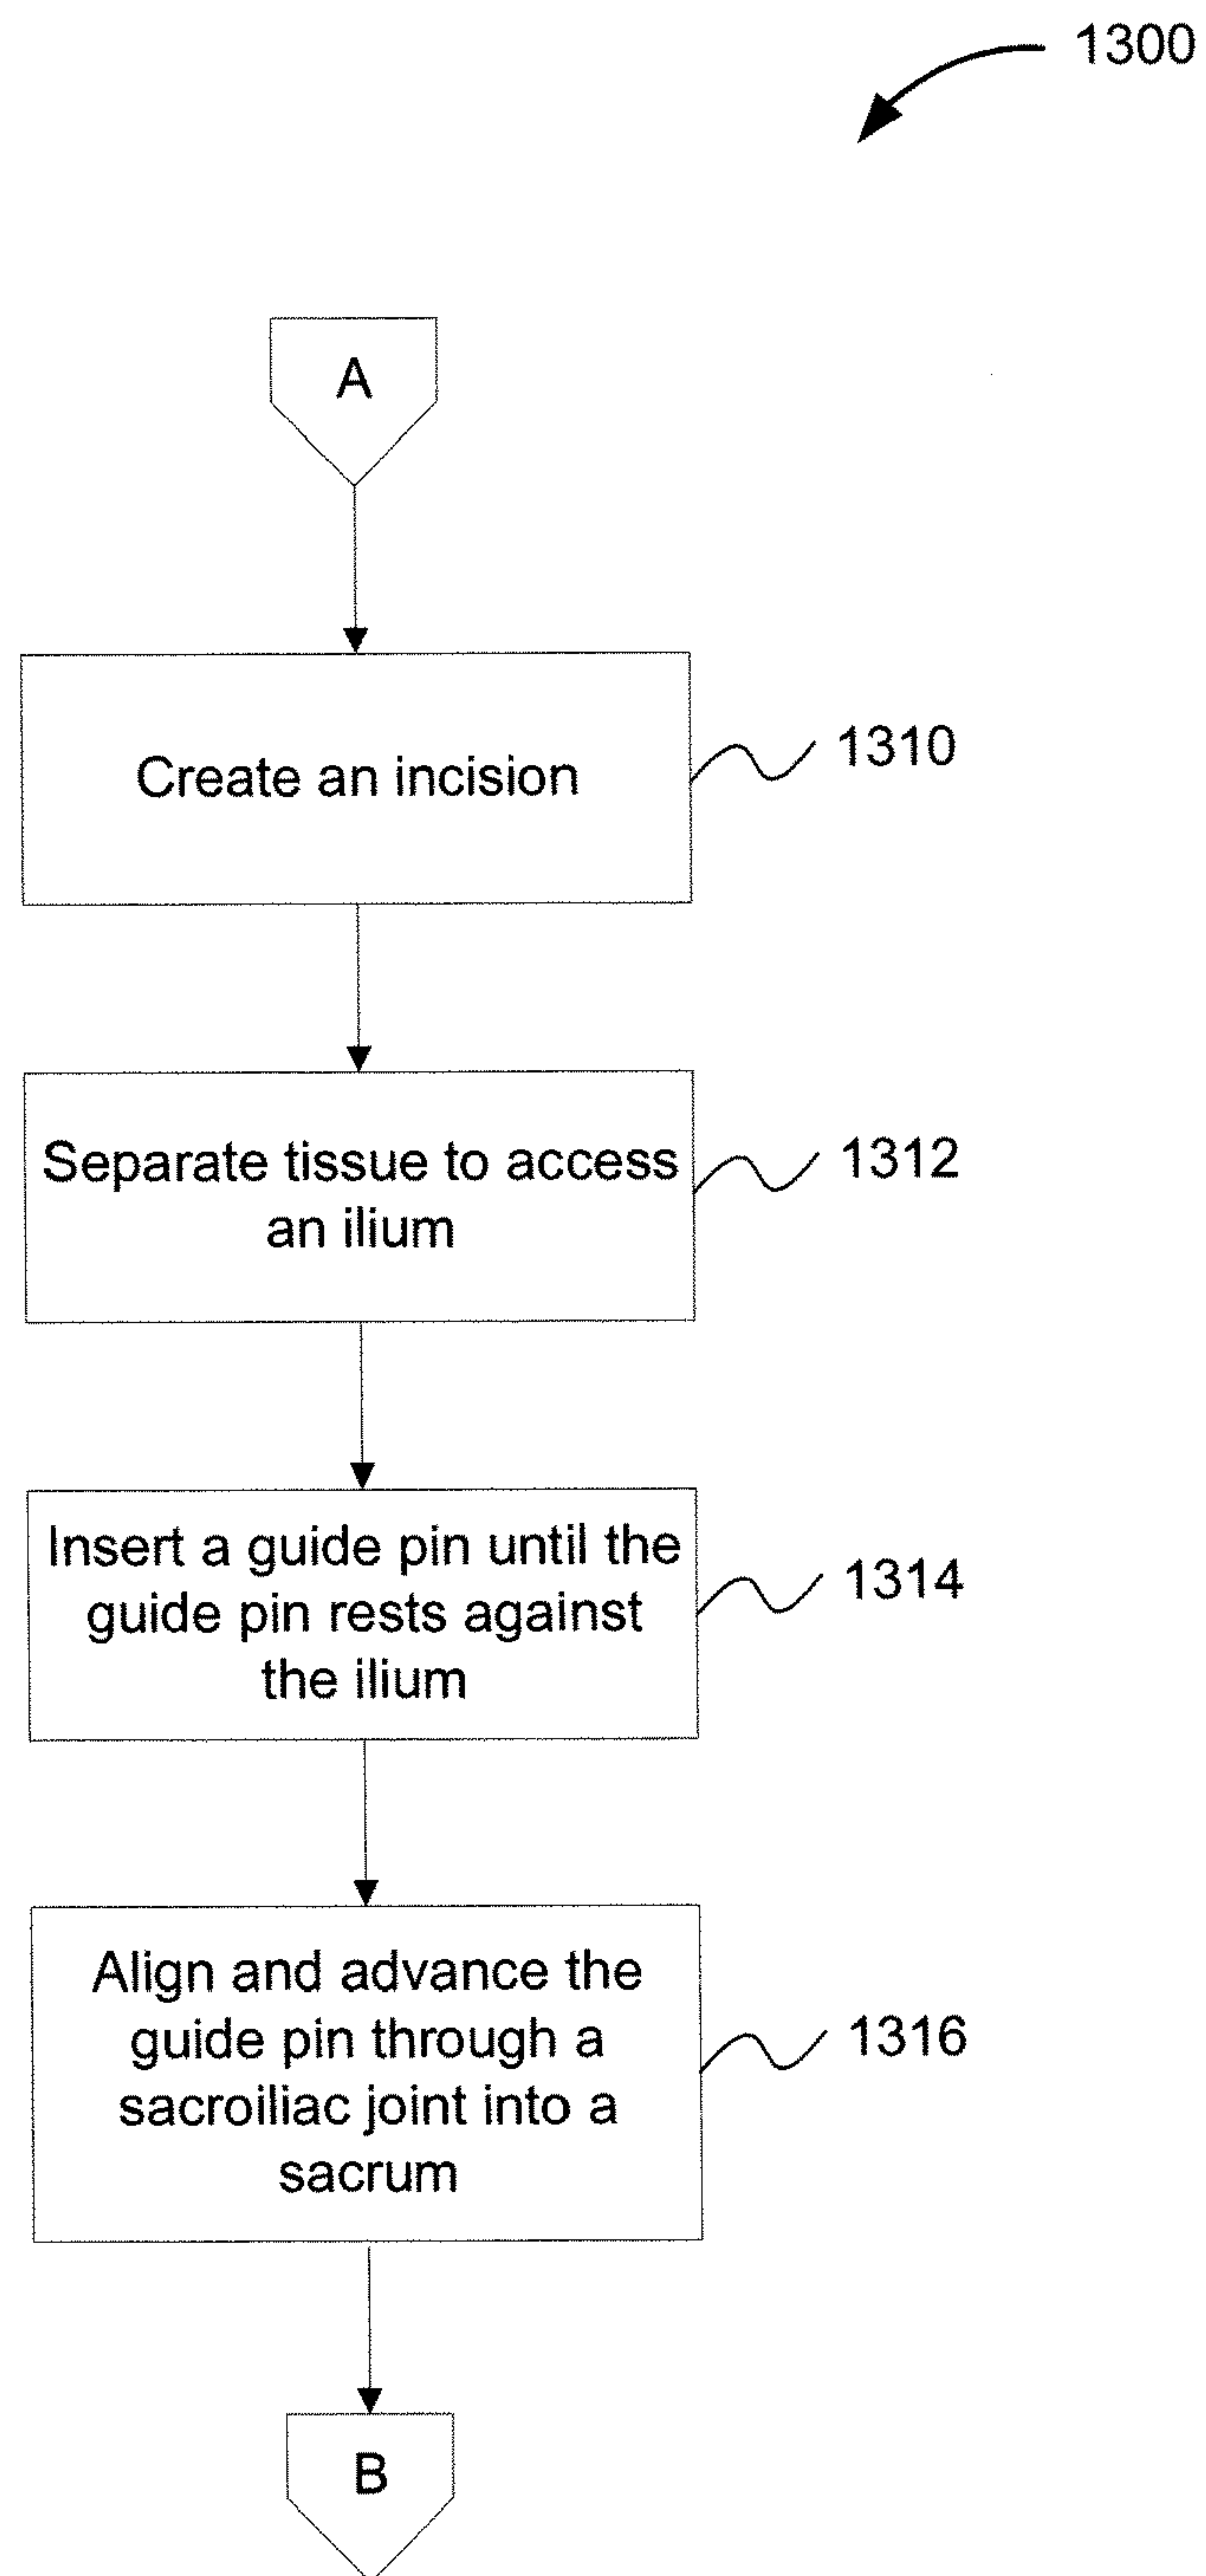 1300
A
Create an incision
1310
Separate tissue to access
an ilium
1312
Insert a guide pin until the
guide pin rests against
the ilium
1314
Align and advance the
guide pin through a
sacroiliac joint into a
sacrum
1316
B